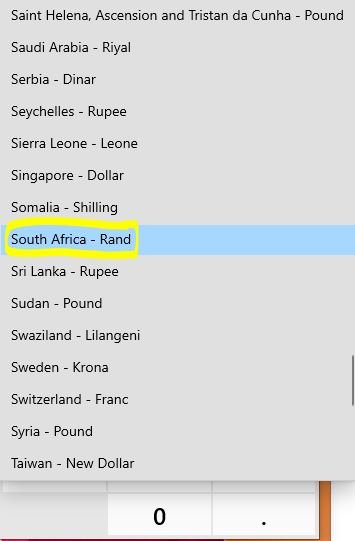 Saint Helena, Ascension and Tristan da Cunha - Pound
Saudi Arabia - Riyal
Serbia - Dinar
Seychelles - Rupee
Sierra Leone - Leone
Singapore - Dollar
Somalia - Shilling
South Africa - Rand
Sri Lanka - Rupee
Sudan - Pound
Swaziland - Lilangeni
Sweden - Krona
Switzerland - Franc
Syria - Pound
Taiwan - New Dollar
0 .